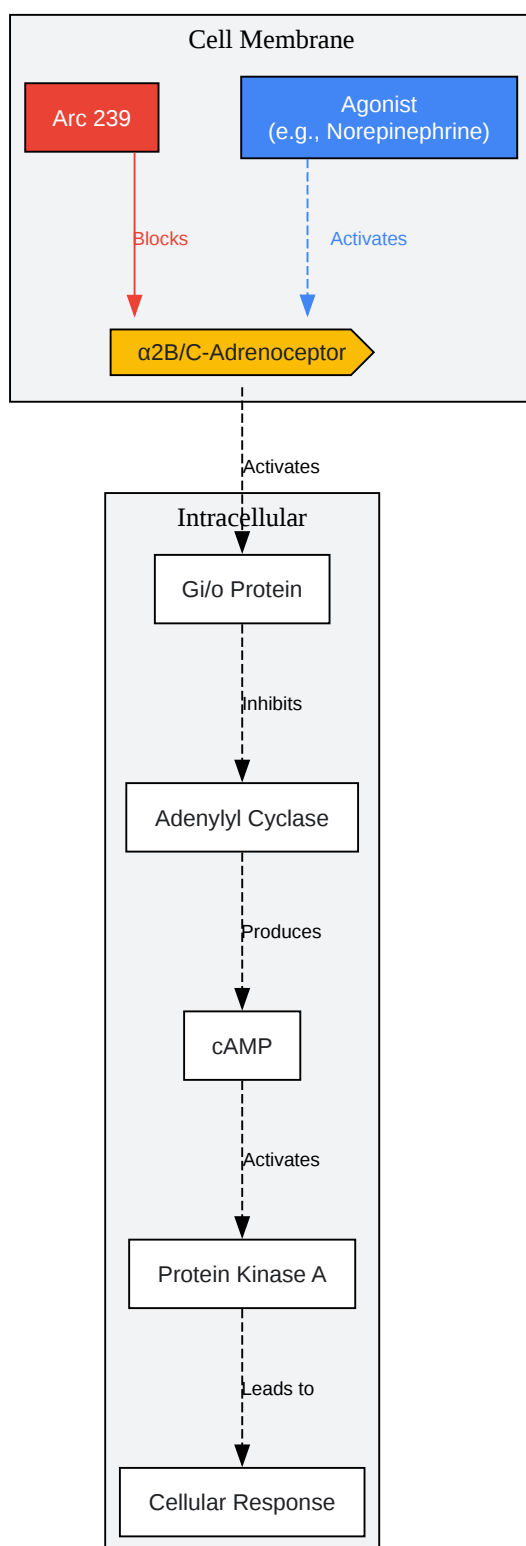 Cell Membrane
Arc 239
Agonist
(e.g., Norepinephrine)
Blocks
Activates
α2B/C-Adrenoceptor
Activates
Intracellular
Gi/o Protein
Inhibits
Adenylyl Cyclase
Produces
cAMP
Activates
Protein Kinase A
Leads to
Cellular Response